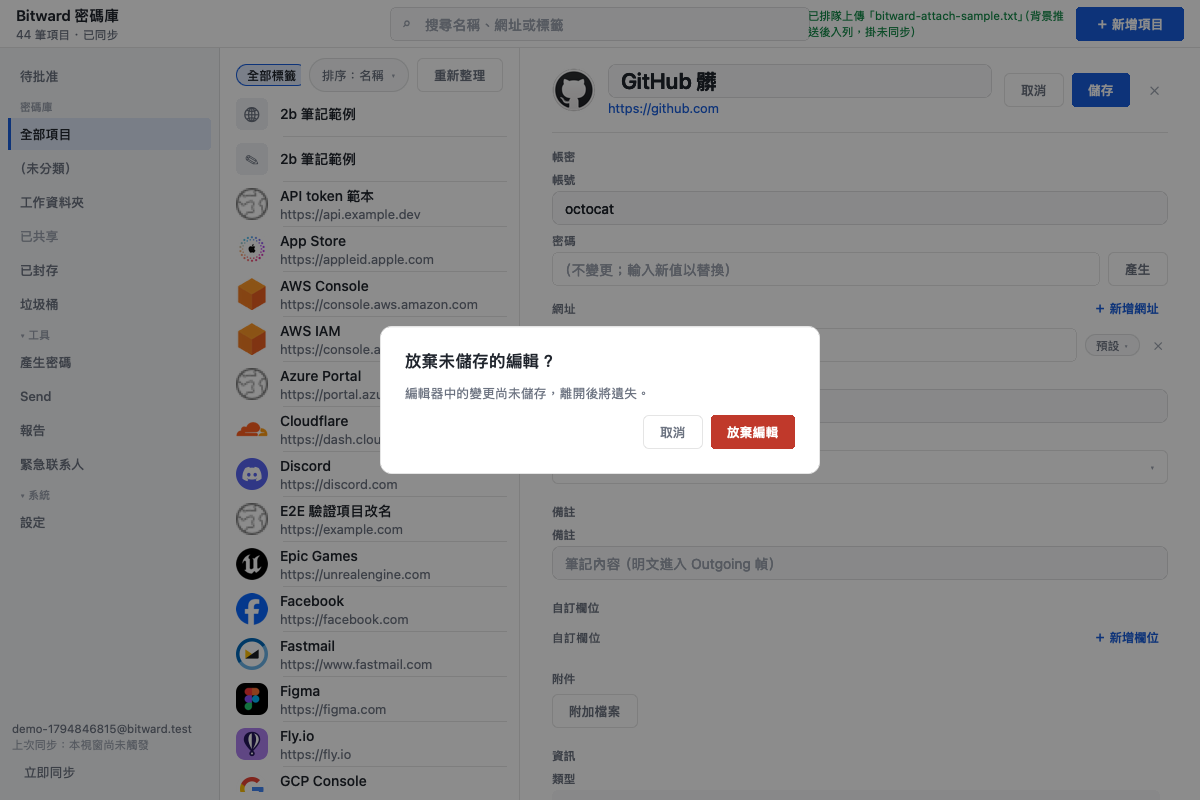 Bitward 密碼庫
44 筆項目 · 已同步
搜尋名稱、網址或標籤
已排隊上傳「bitward-attach-sample.txt」（背景推
送後入列，掛未同步）
+ 新增項目
待批准
密碼庫
全部項目
（未分類）
工作資料夾
已共享
已封存
垃圾桶
工具
產生密碼
Send
報告
緊急联系人
系統
設定
demo-1794846815@bitward.test
上次同步：本視窗尚未觸發
立即同步
全部標籤
排序：名稱
重新整理
2b 筆記範例
2b 筆記範例
API token 範本
https://api.example.dev
App Store
https://appleid.apple.com
AWS Console
https://console.aws.amazon.com
AWS IAM
https://console.a
Azure Portal
https://portal.azu
Cloudflare
https://dash.clou
Discord
https://discord.com
E2E 驗證項目改名
https://example.com
Epic Games
https://unrealengine.com
Facebook
https://facebook.com
Fastmail
https://www.fastmail.com
Figma
https://figma.com
Fly.io
https://fly.io
GCP Console
GitHub 髒
https://github.com
取消
儲存
帳密
帳號
octocat
密碼
（不變更；輸入新值以替換）
產生
網址
+ 新增網址
預設
放棄未儲存的編輯？
編輯器中的變更尚未儲存，離開後將遺失。
取消
放棄編輯
備註
備註
筆記內容（明文進入 Outgoing 幀）
自訂欄位
自訂欄位
+ 新增欄位
附件
附加檔案
資訊
類型